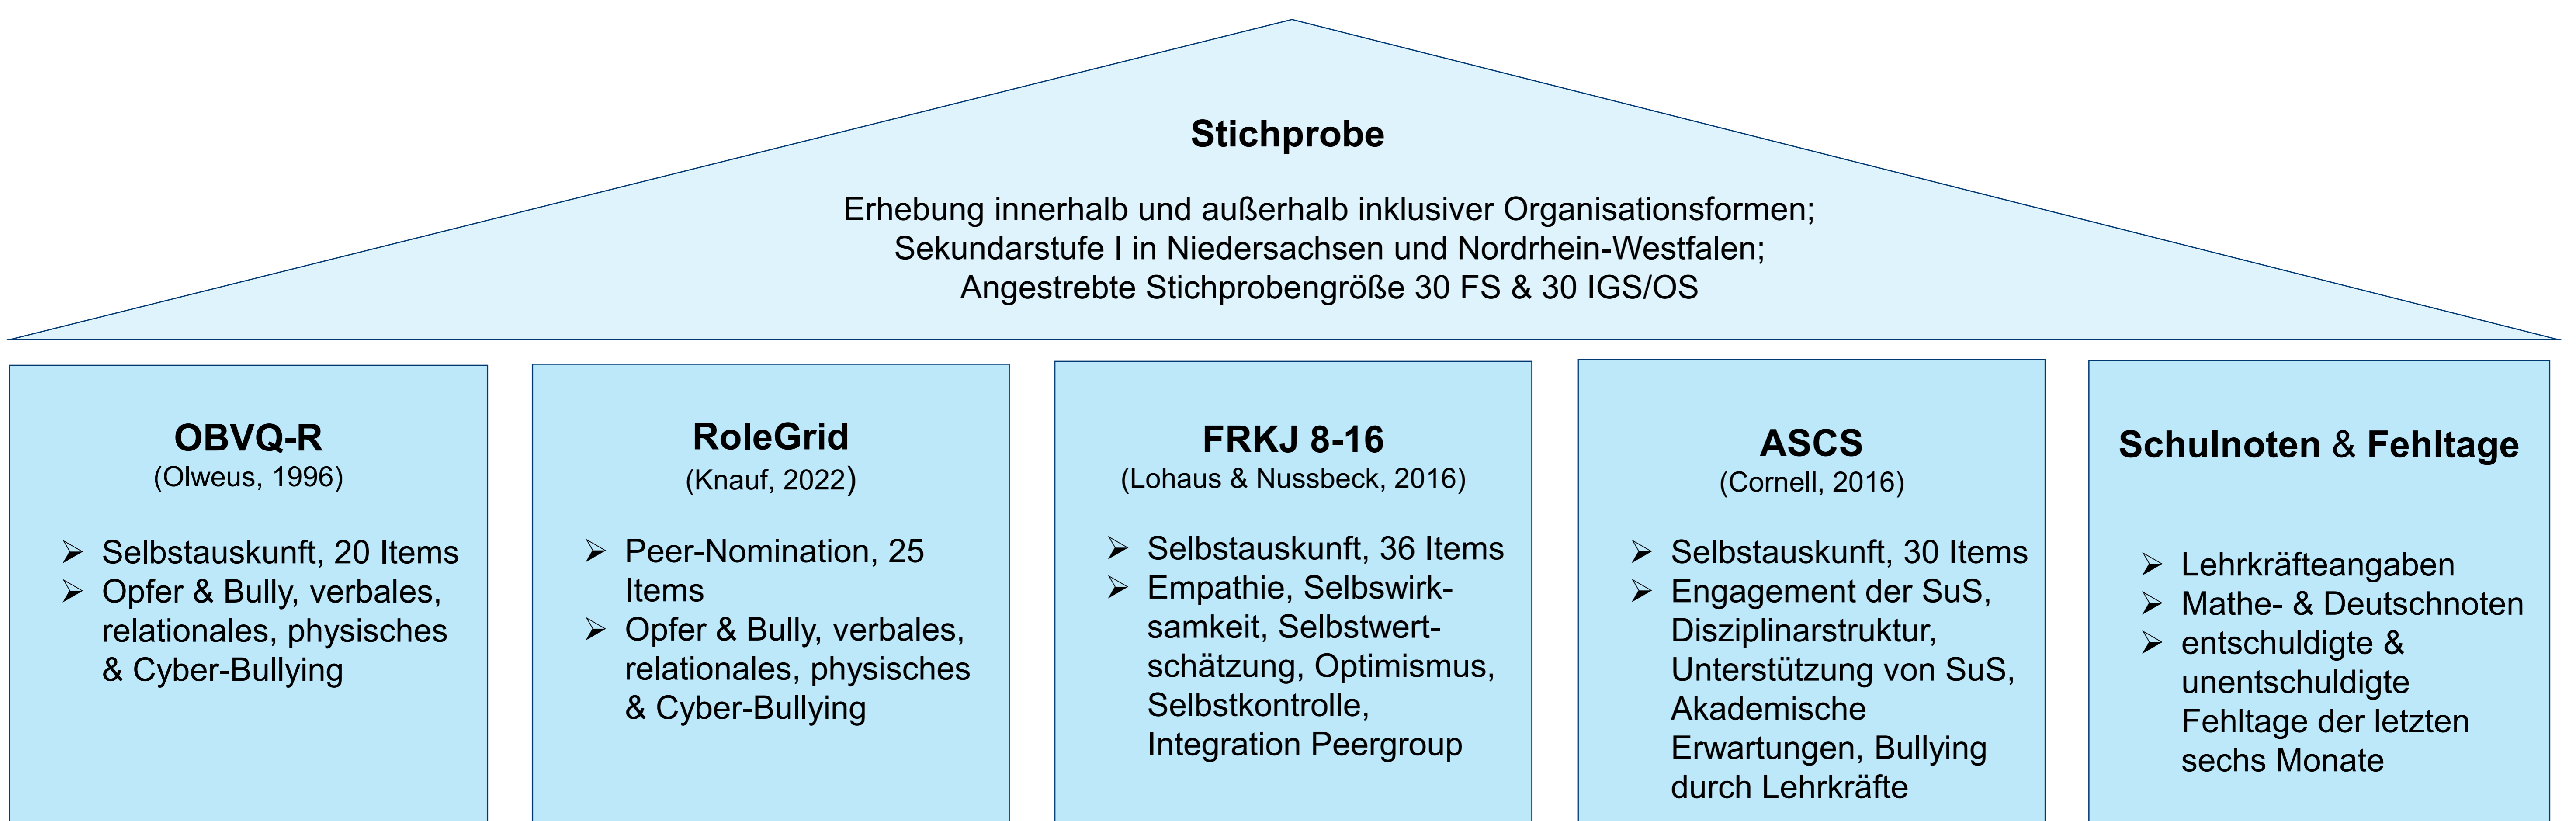 Stichprobe
Erhebung innerhalb und außerhalb inklusiver Organisationsformen;
Sekundarstufe I in Niedersachsen und Nordrhein-Westfalen;
Angestrebte Stichprobengröße 30 FS & 30 IGS/OS
OBVQ-R
(Olweus, 1996)
➢ Selbstauskunft, 20 Items
➢ Opfer & Bully, verbales,
relationales, physisches
& Cyber-Bullying
RoleGrid
(Knauf, 2022)
➢ Peer-Nomination, 25
Items
➢ Opfer & Bully, verbales,
relationales, physisches
& Cyber-Bullying
FRKJ 8-16
(Lohaus & Nussbeck, 2016)
➢ Selbstauskunft, 36 Items
➢ Empathie, Selbswirk-
samkeit, Selbstwert-
schätzung, Optimismus,
Selbstkontrolle,
Integration Peergroup
ASCS
(Cornell, 2016)
➢ Selbstauskunft, 30 Items
➢ Engagement der SuS,
Disziplinarstruktur,
Unterstützung von SuS,
Akademische
Erwartungen, Bullying
durch Lehrkräfte
Schulnoten & Fehltage
➢ Lehrkräfteangaben
➢ Mathe- & Deutschnoten
➢ entschuldigte &
unentschuldigte
Fehltage der letzten
sechs Monate